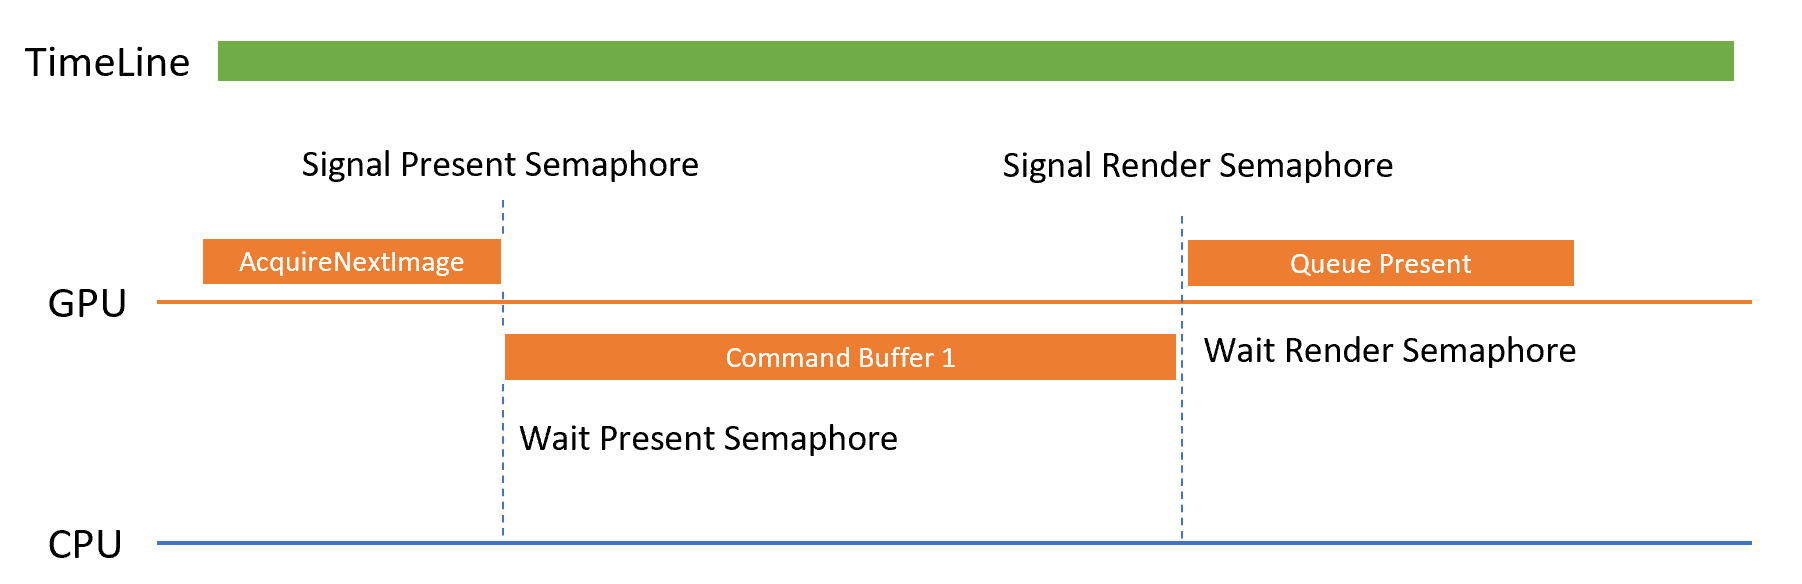 TimeLine
Signal Present Semaphore
Signal Render Semaphore
AcquireNextImage
Queue Present
GPU
Command Buffer 1
Wait Render Semaphore
Wait Present Semaphore
CPU